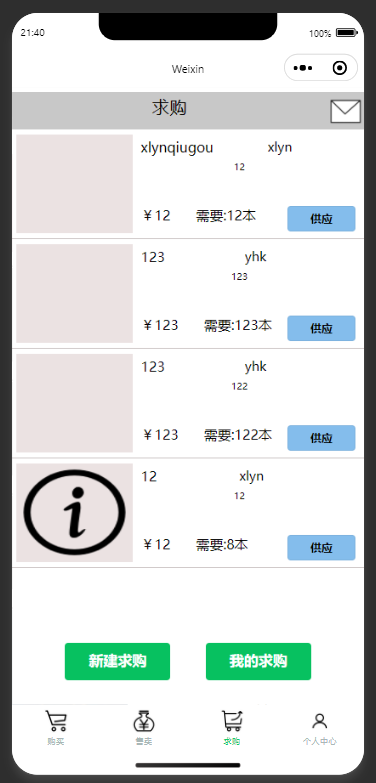 21:40 100%
Weixin
求购
xlynqiugou xlyn
12
￥12 需要:12本 供应
123 yhk
123
￥123 需要:123本 供应
123 yhk
122
￥123 需要:122本 供应
i
12 xlyn
12
￥12 需要:8本 供应
新建求购 我的求购
购买 售卖 求购 个人中心